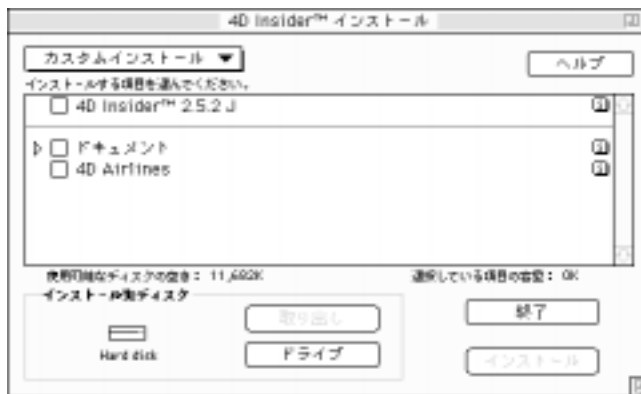 4D Insider™ インストール
カスタムインストール
ヘルプ
インストールする項目を選んでください。
4D Insider™ 2.5.2 J
ドキュメント
4D Airlines
使用可能なディスクの空き： 11,682K
選択している項目の容量： 0K
インストール先ディスク
取り出し
終了
Hard disk
ドライブ
インストール